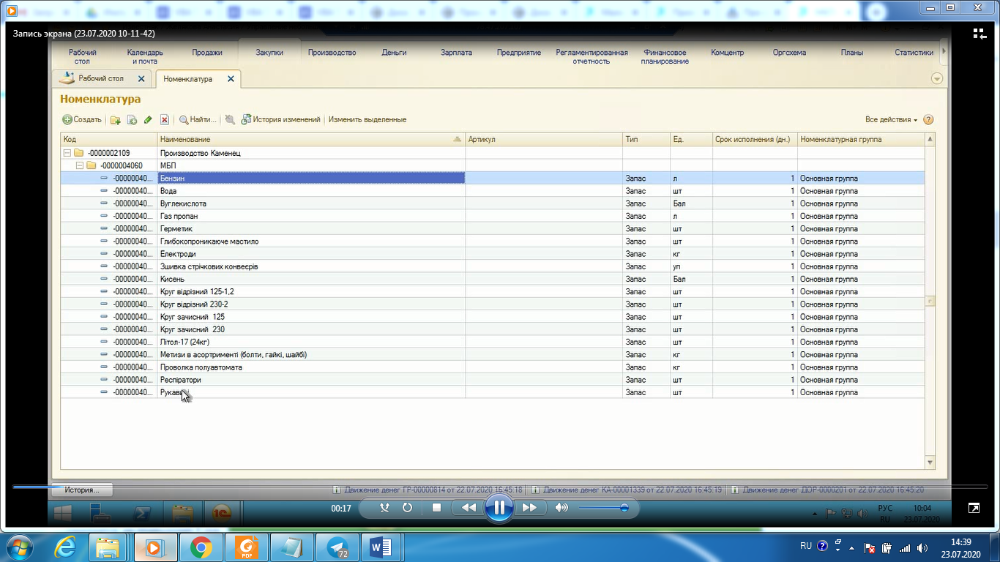 Запись экрана (23.07.2020 10-11-42)
Рабочий стол
Календарь и почта
Продажи
Закупки
Производство
Деньги
Зарплата
Предприятие
Регламентированная отчетность
Финансовое планирование
Комцентр
Оргсхема
Планы
Статистики
Рабочий стол
Номенклатура
Номенклатура
Создать
Найти...
История изменений
Изменить выделенные
Все действия
Код Наименование Артикул Тип Ед. Срок исполнения (дн.) Номенклатурная группа
-0000002109 Производство Каменец
-0000004060 МБП
-00000040... Бензин Запас л 1 Основная группа
-00000040... Вода Запас шт 1 Основная группа
-00000040... Вуглекислота Запас Бал 1 Основная группа
-00000040... Газ пропан Запас л 1 Основная группа
-00000040... Герметик Запас шт 1 Основная группа
-00000040... Глибокопроникаюче мастило Запас шт 1 Основная группа
-00000040... Електроди Запас кг 1 Основная группа
-00000040... Зшивка стрічкових конвеєрів Запас уп 1 Основная группа
-00000040... Кисень Запас Бал 1 Основная группа
-00000040... Круг відрізний 125-1,2 Запас шт 1 Основная группа
-00000040... Круг відрізний 230-2 Запас шт 1 Основная группа
-00000040... Круг зачисний 125 Запас шт 1 Основная группа
-00000040... Круг зачисний 230 Запас шт 1 Основная группа
-00000040... Літол-17 (24кг) Запас шт 1 Основная группа
-00000040... Метизи в асортименті (болти, гайкі, шайбі) Запас кг 1 Основная группа
-00000040... Проволка полуавтомата Запас кг 1 Основная группа
-00000040... Респіратори Запас шт 1 Основная группа
-00000040... Запас шт 1 Основная группа
История...
Движение денег ГР-00000814 от 22.07.2020 16:45:18
Движение денег КА-00001339 от 22.07.2020 16:45:19
Движение денег ДОР-0000201 от 22.07.2020 16:45:20
00:17
РУС
RU
10:04
23.07.2020
PDF
72
RU
14:39
23.07.2020